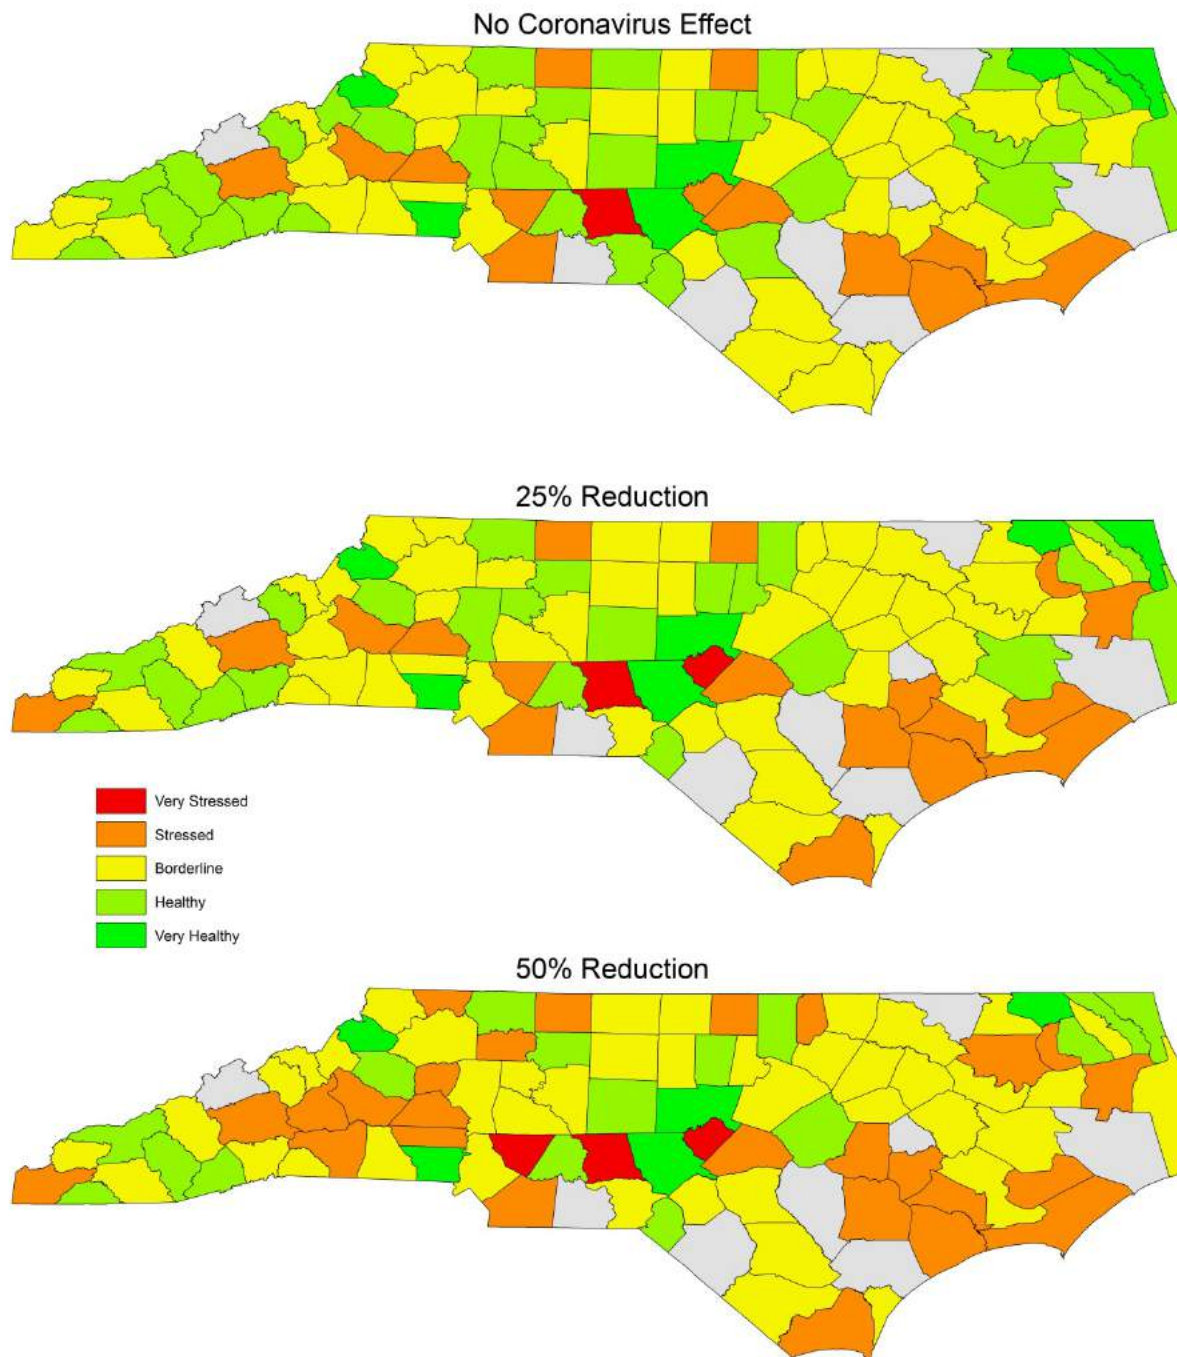 No Coronavirus Effect
25% Reduction
Very Stressed
Stressed
Borderline
Healthy
Very Healthy
50% Reduction